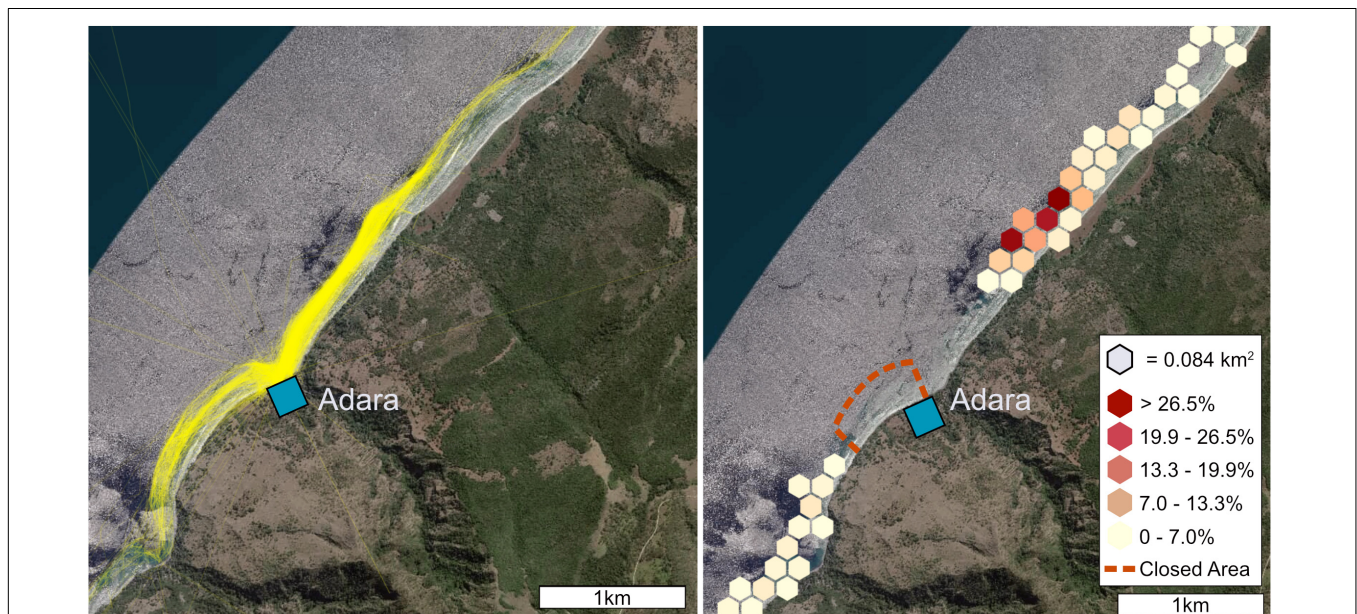 Adara
1km
Adara
= 0.084 km²
> 26.5%
19.9 - 26.5%
13.3 - 19.9%
7.0 - 13.3%
0 - 7.0%
Closed Area
1km